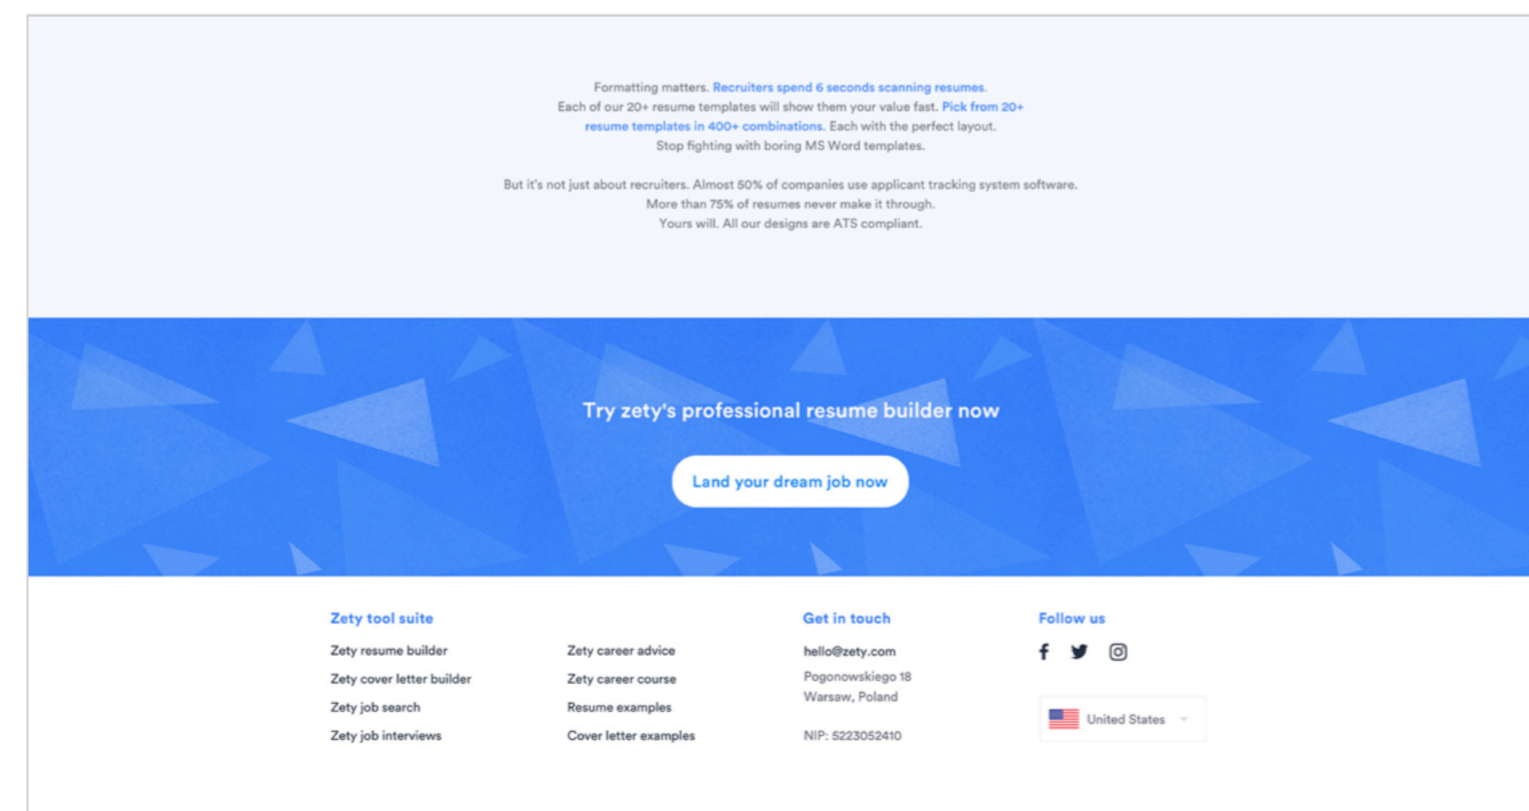 Formatting matters. Recruiters spend 6 seconds scanning resumes.
Each of our 20+ resume templates will show them your value fast. Pick from 20+
resume templates in 400+ combinations. Each with the perfect layout.
Stop fighting with boring MS Word templates.
But it's not just about recruiters. Almost 50% of companies use applicant tracking system software.
More than 75% of resumes never make it through.
Yours will. All our designs are ATS compliant.
Try zety's professional resume builder now
Land your dream job now
Zety tool suite
Zety resume builder
Zety cover letter builder
Zety job search
Zety job interviews
Zety career advice
Zety career course
Resume examples
Cover letter examples
Get in touch
hello@zety.com
Pogonowskiego 18
Warsaw, Poland
NIP: 5223052410
Follow us
United States